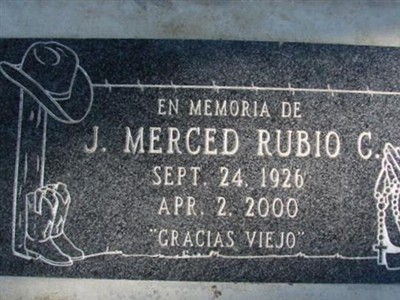 EN MEMORIA DE
J. MERCED RUBIO C.
SEPT. 24, 1926
APR. 2, 2000
"GRACIAS VIEJO"